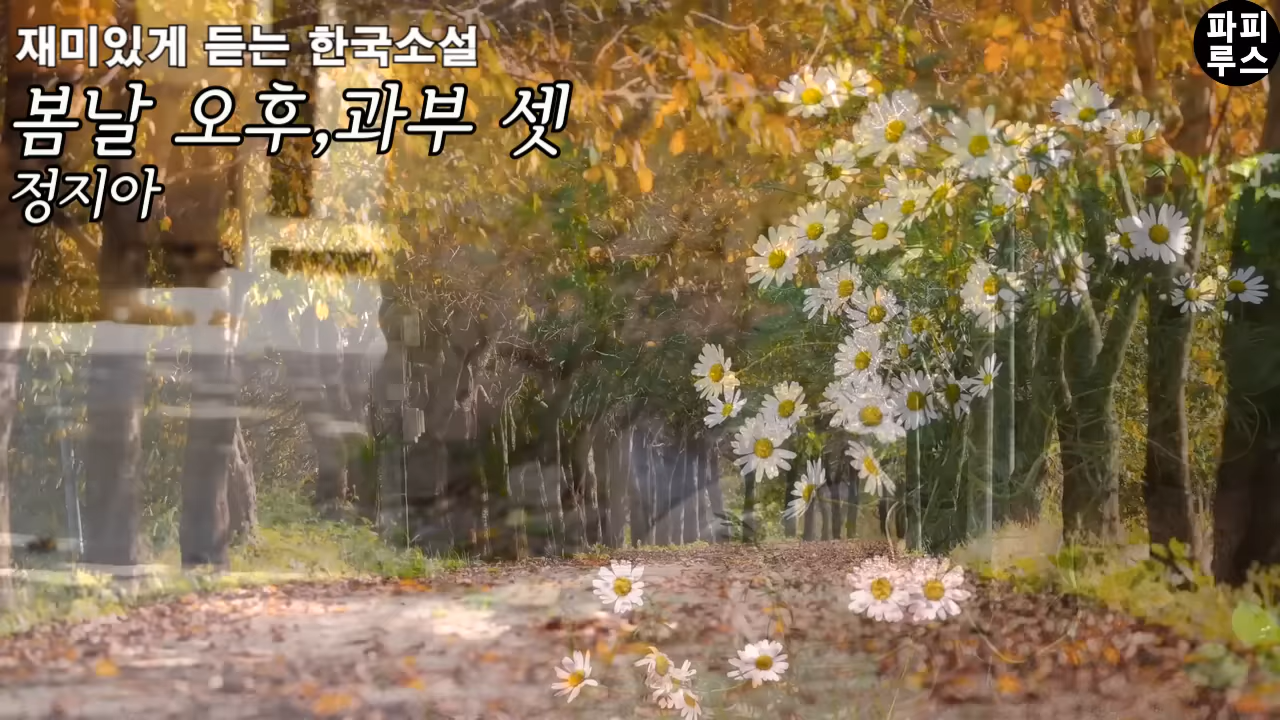 재미있게 듣는 한국소설
봄날 오후,과부 셋
정지아
파피
루스